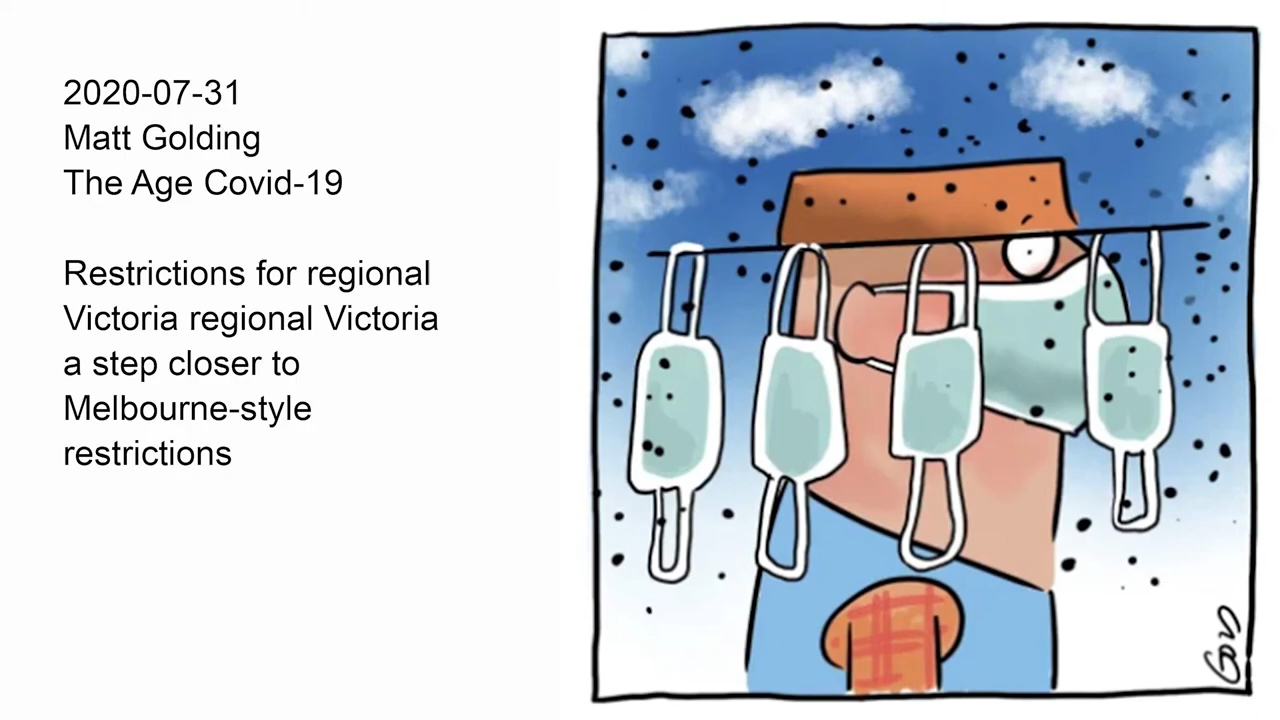 2020-07-31
Matt Golding
The Age Covid-19
Restrictions for regional
Victoria regional Victoria
a step closer to
Melbourne-style
restrictions